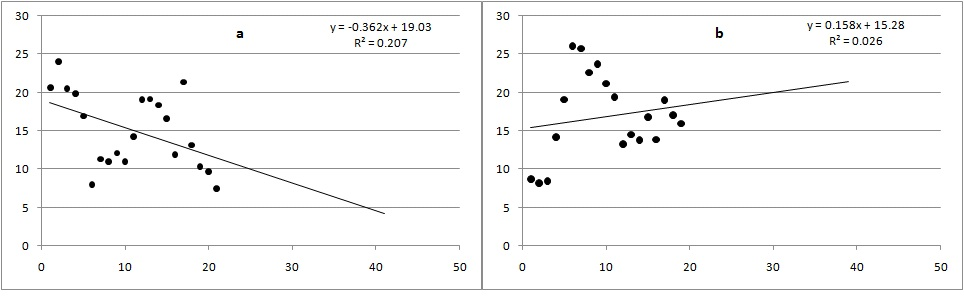 a
y = -0.362x + 19.03
R² = 0.207
30
25
20
15
10
5
0
0 10 20 30 40 50
b
y = 0.158x + 15.28
R² = 0.026
30
25
20
15
10
5
0
0 10 20 30 40 50